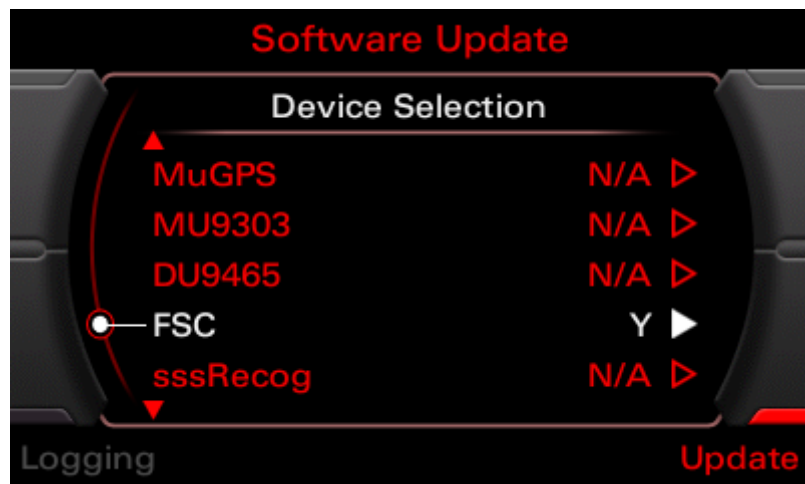 Software Update
Device Selection
MuGPS N/A
MU9303 N/A
DU9465 N/A
FSC Y
sssRecog N/A
Logging Update